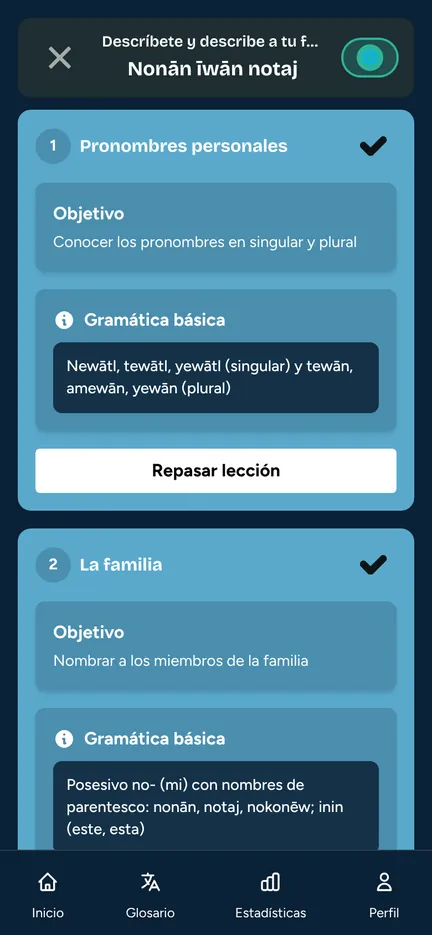 Descríbete y describe a tu f...
Nonān īwān notaj
1 Pronombres personales
Objetivo
Conocer los pronombres en singular y plural
Gramática básica
Newātl, tewātl, yewātl (singular) y tewān,
amewān, yewān (plural)
Repasar lección
2 La familia
Objetivo
Nombrar a los miembros de la familia
Gramática básica
Posesivo no- (mi) con nombres de
parentesco: nonān, notaj, nokonēw; inin
(este, esta)
Inicio
Glosario
Estadísticas
Perfil